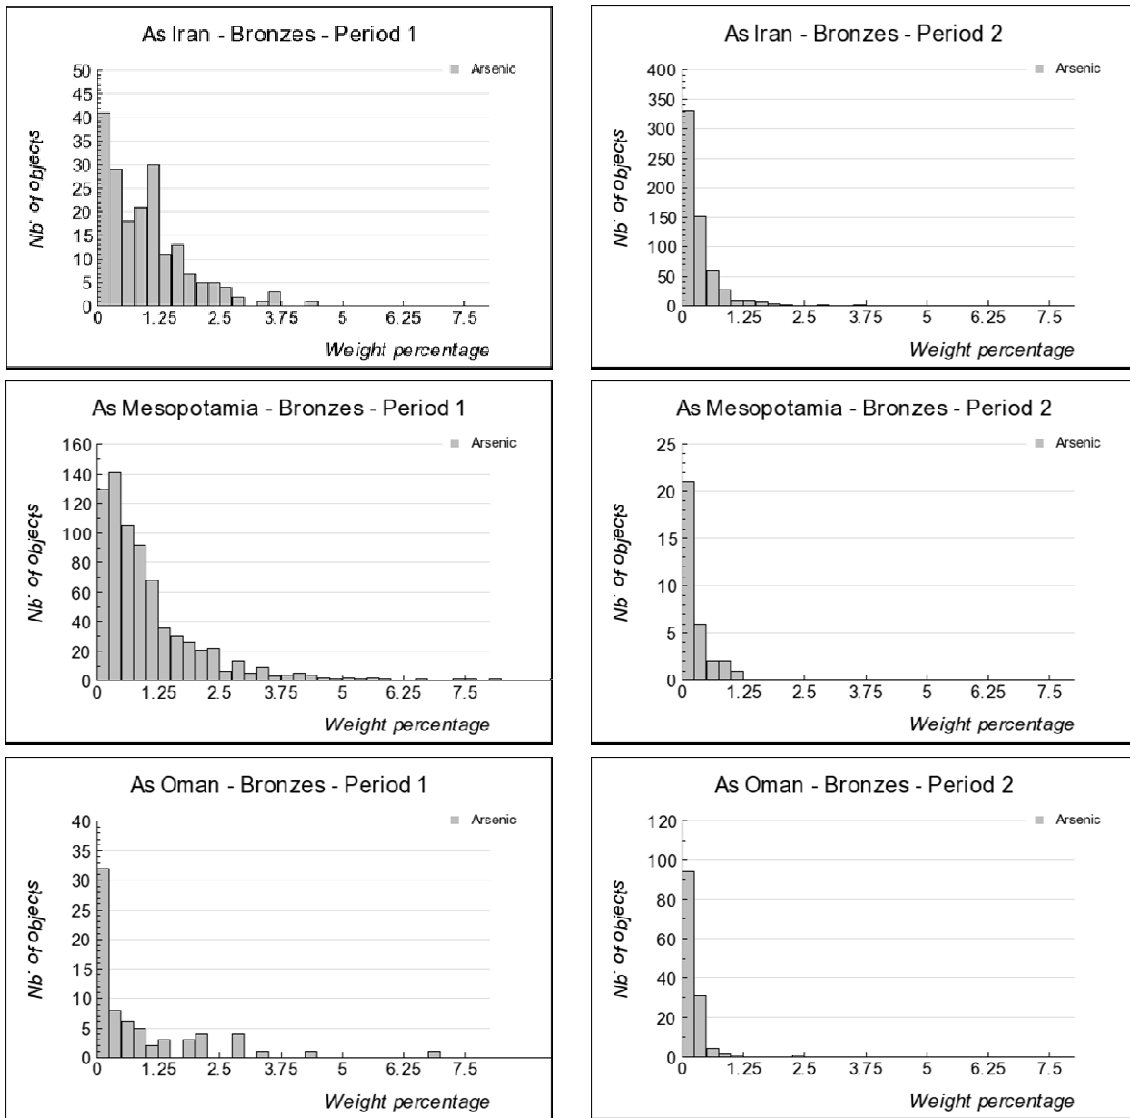 As Iran - Bronzes - Period 1
Arsenic
Nb. of objects
50
45
40
35
30
25
20
15
10
5
0
0 1.25 2.5 3.75 5 6.25 7.5
Weight percentage
As Iran - Bronzes - Period 2
Arsenic
Nb. of objects
400
350
300
250
200
150
100
50
0
0 1.25 2.5 3.75 5 6.25 7.5
Weight percentage
As Mesopotamia - Bronzes - Period 1
Arsenic
Nb. of objects
160
140
120
100
80
60
40
20
0
0 1.25 2.5 3.75 5 6.25 7.5
Weight percentage
As Mesopotamia - Bronzes - Period 2
Arsenic
Nb. of objects
25
20
15
10
5
0
0 1.25 2.5 3.75 5 6.25 7.5
Weight percentage
As Oman - Bronzes - Period 1
Arsenic
Nb. of objects
40
35
30
25
20
15
10
5
0
0 1.25 2.5 3.75 5 6.25 7.5
Weight percentage
As Oman - Bronzes - Period 2
Arsenic
Nb. of objects
120
100
80
60
40
20
0
0 1.25 2.5 3.75 5 6.25 7.5
Weight percentage